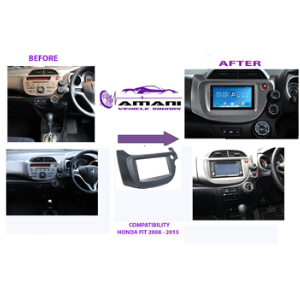 BEFORE
AFTER
AMANI
VEHICLE SOUNDS
COMPATIBILITY
HONDA FIT 2008 - 2013